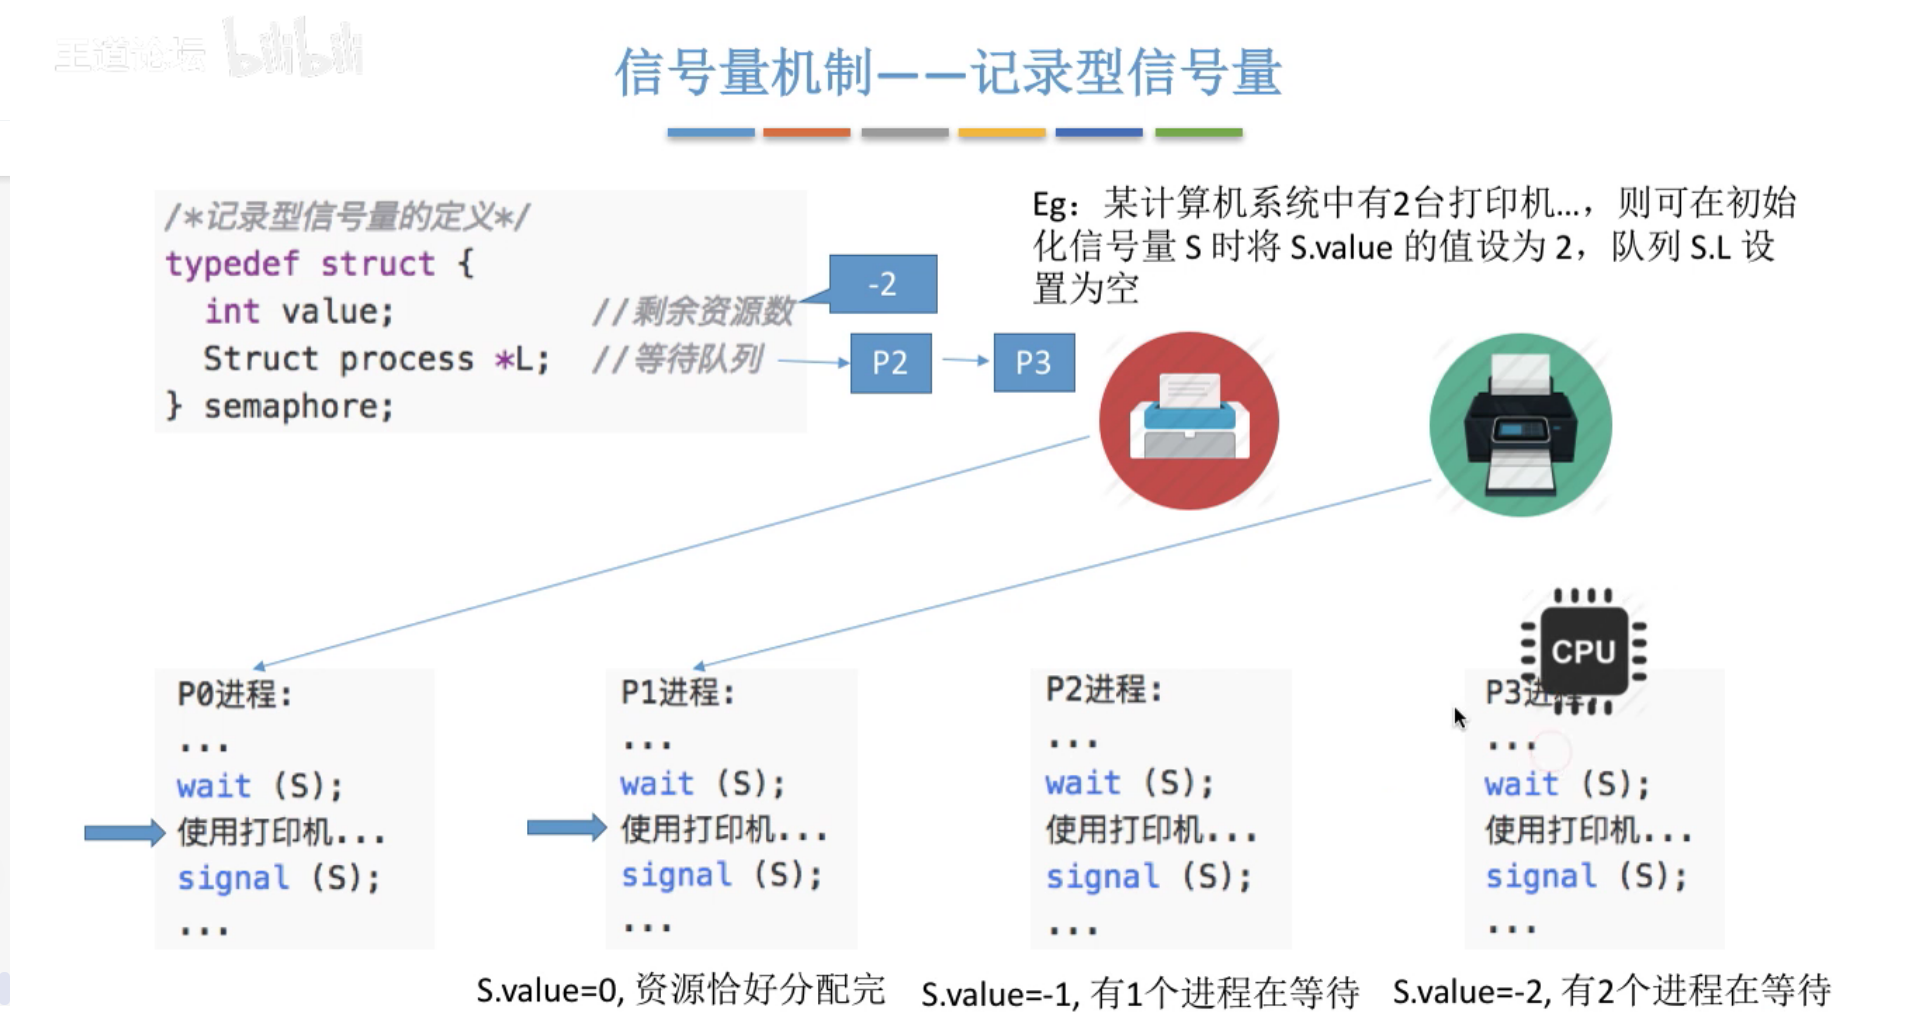 王道论坛 bilibili
信号量机制——记录型信号量
/*记录型信号量的定义*/
typedef struct {
int value; //剩余资源数
Struct process *L; //等待队列
} semaphore;
-2
P2
P3
Eg：某计算机系统中有2台打印机...，则可在初始
化信号量 S 时将 S.value 的值设为 2，队列 S.L 设
置为空
CPU
P0进程:
...
wait (S);
使用打印机...
signal (S);
...
P1进程:
...
wait (S);
使用打印机...
signal (S);
...
P2进程:
...
wait (S);
使用打印机...
signal (S);
...
P3进程:
...
wait (S);
使用打印机...
signal (S);
...
S.value=0, 资源恰好分配完
S.value=-1, 有1个进程在等待
S.value=-2, 有2个进程在等待